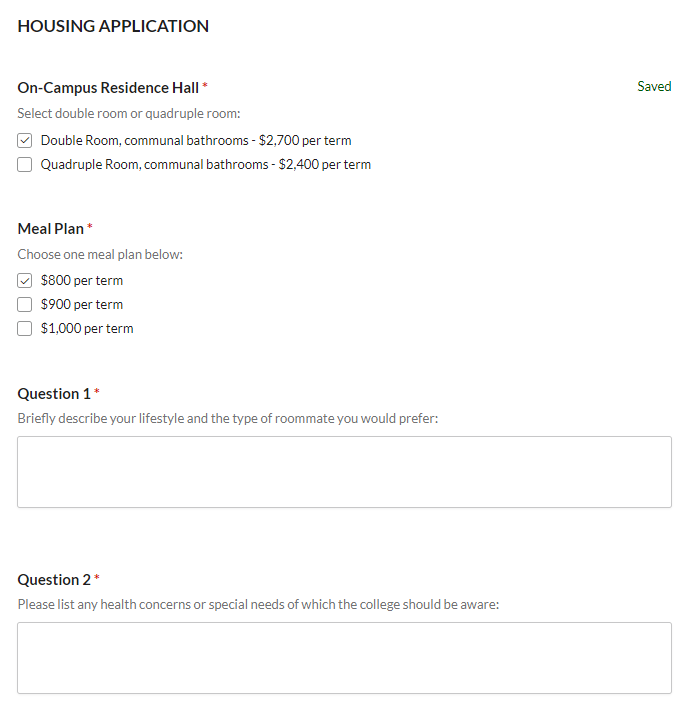 HOUSING APPLICATION
On-Campus Residence Hall *
Saved
Select double room or quadruple room:
Double Room, communal bathrooms - $2,700 per term
Quadruple Room, communal bathrooms - $2,400 per term
Meal Plan *
Choose one meal plan below:
$800 per term
$900 per term
$1,000 per term
Question 1 *
Briefly describe your lifestyle and the type of roommate you would prefer:
Question 2 *
Please list any health concerns or special needs of which the college should be aware: